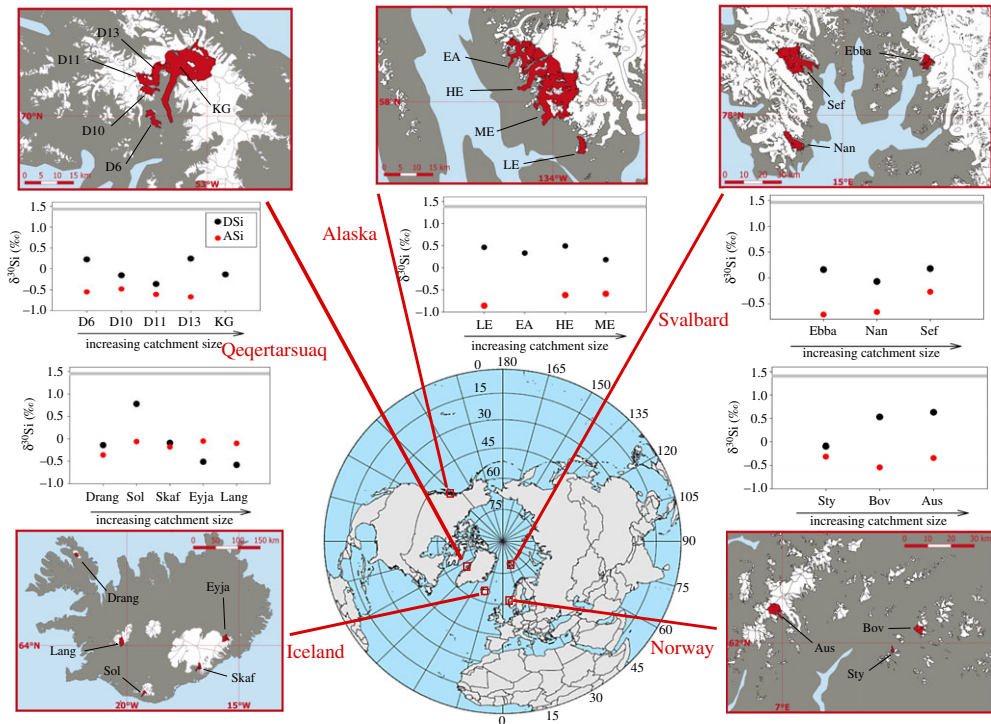 D13
D11
D10
D6
KG
70°N
53°W
0 5 10 15 km
EA
HE
ME
LE
58°N
134°W
0 5 10 15 km
Ebba
Sef
Nan
78°N
15°E
0 10 20 30 km
δ30Si (‰)
1.5
1.0
0.5
0
−0.5
−1.0
DSi
ASi
D6 D10 D11 D13 KG
increasing catchment size
Qeqertarsuaq
Alaska
δ30Si (‰)
1.5
1.0
0.5
0
−0.5
−1.0
LE EA HE ME
increasing catchment size
Svalbard
δ30Si (‰)
1.5
1.0
0.5
0
−0.5
Ebba Nan Sef
increasing catchment size
δ30Si (‰)
1.5
1.0
0.5
0
−0.5
−1.0
Drang Sol Skaf Eyja Lang
increasing catchment size
0 180 165 150 135 120 105 90 75 60 45 30 15 0
15
30
45
60
75
δ30Si (‰)
1.5
1.0
0.5
0
−0.5
−1.0
Sty Bov Aus
increasing catchment size
0 50 100 150 km
Drang
Eyja
Lang
Sol
Skaf
64°N
20°W
15°W
Iceland
Norway
0 10 20 30 km
Bov
Aus
Sty
62°N
7°E